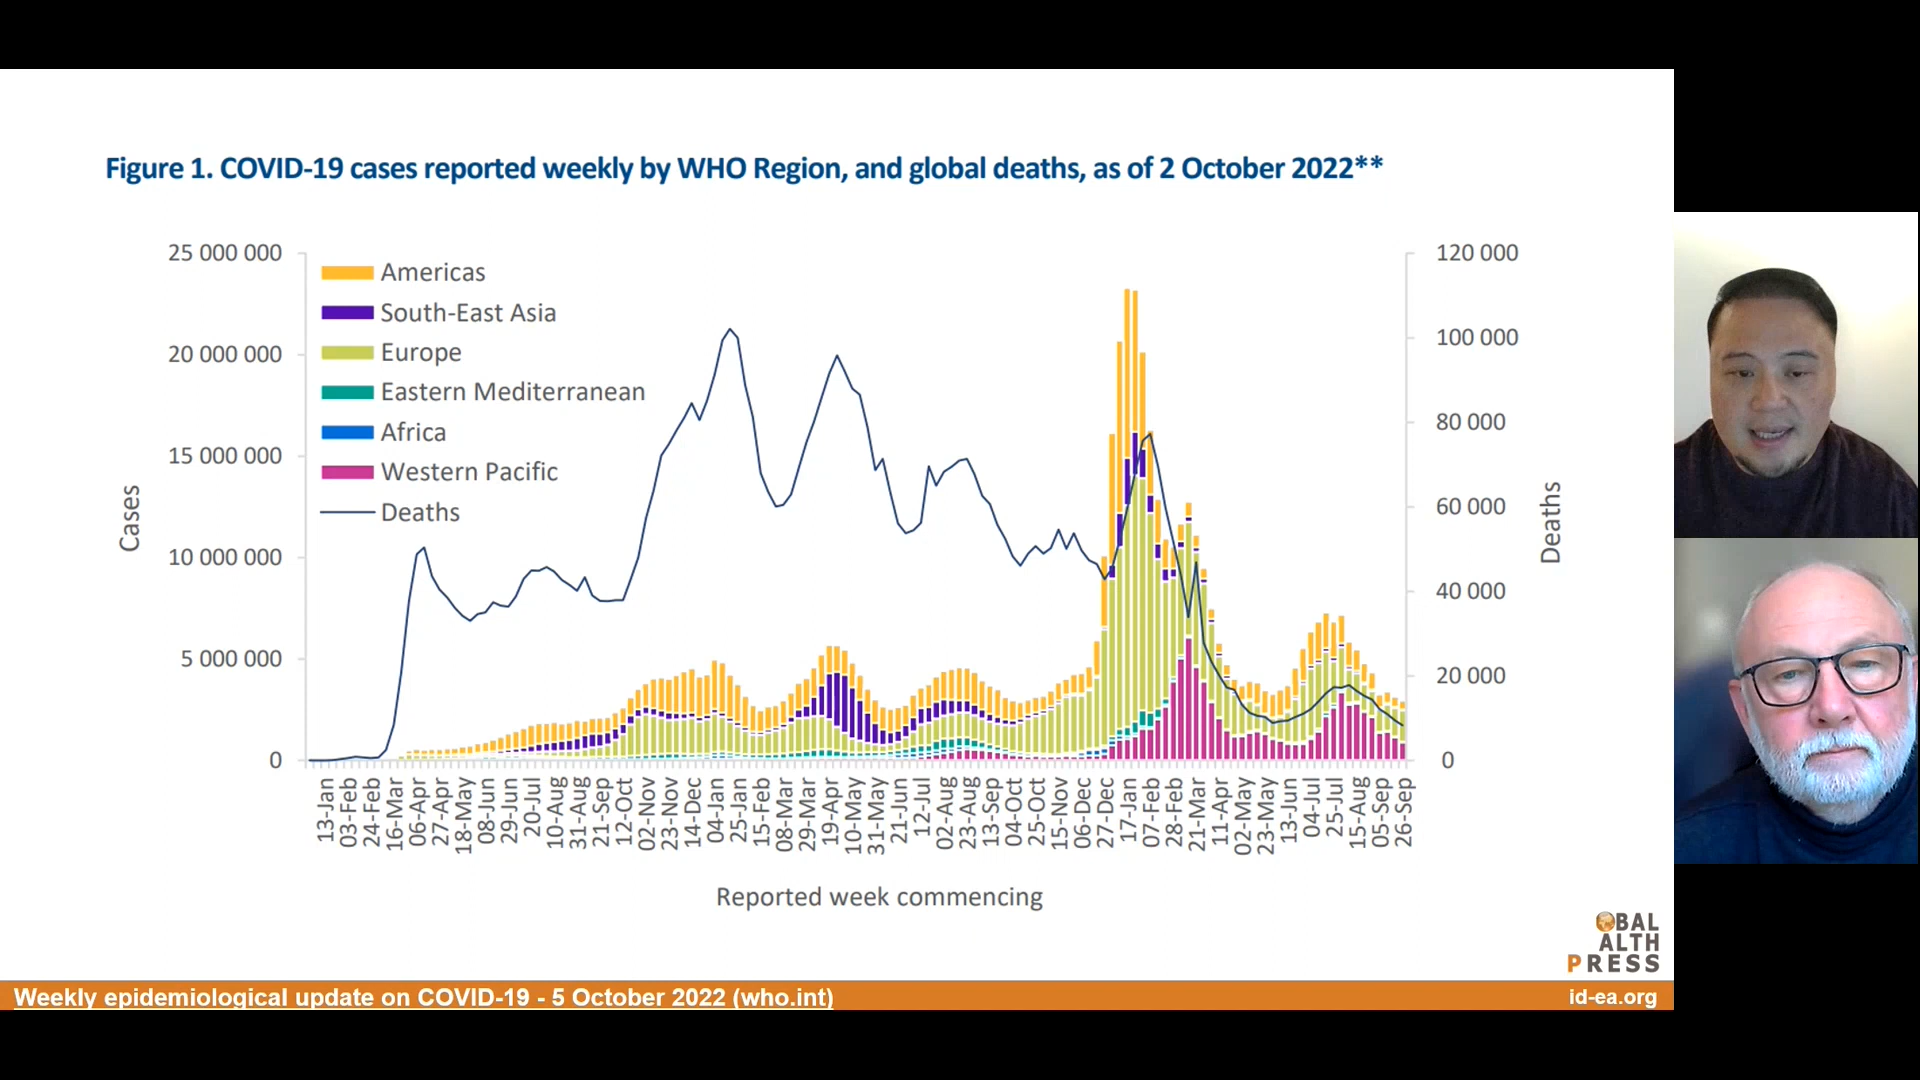 Figure 1. COVID-19 cases reported weekly by WHO Region, and global deaths, as of 2 October 2022**
25 000 000
20 000 000
15 000 000
10 000 000
5 000 000
0
Cases
Americas
South-East Asia
Europe
Eastern Mediterranean
Africa
Western Pacific
Deaths
120 000
100 000
80 000
60 000
40 000
20 000
0
Deaths
13-Jan
03-Feb
24-Feb
16-Mar
06-Apr
27-Apr
18-May
08-Jun
29-Jun
20-Jul
10-Aug
31-Aug
21-Sep
12-Oct
02-Nov
23-Nov
14-Dec
04-Jan
25-Jan
15-Feb
08-Mar
29-Mar
19-Apr
10-May
31-May
21-Jun
12-Jul
02-Aug
23-Aug
13-Sep
04-Oct
25-Oct
15-Nov
06-Dec
27-Dec
17-Jan
07-Feb
28-Feb
21-Mar
11-Apr
02-May
23-May
13-Jun
04-Jul
25-Jul
15-Aug
05-Sep
26-Sep
Reported week commencing
BAL
ALTH
PRESS
Weekly epidemiological update on COVID-19 - 5 October 2022 (who.int)
id-ea.org